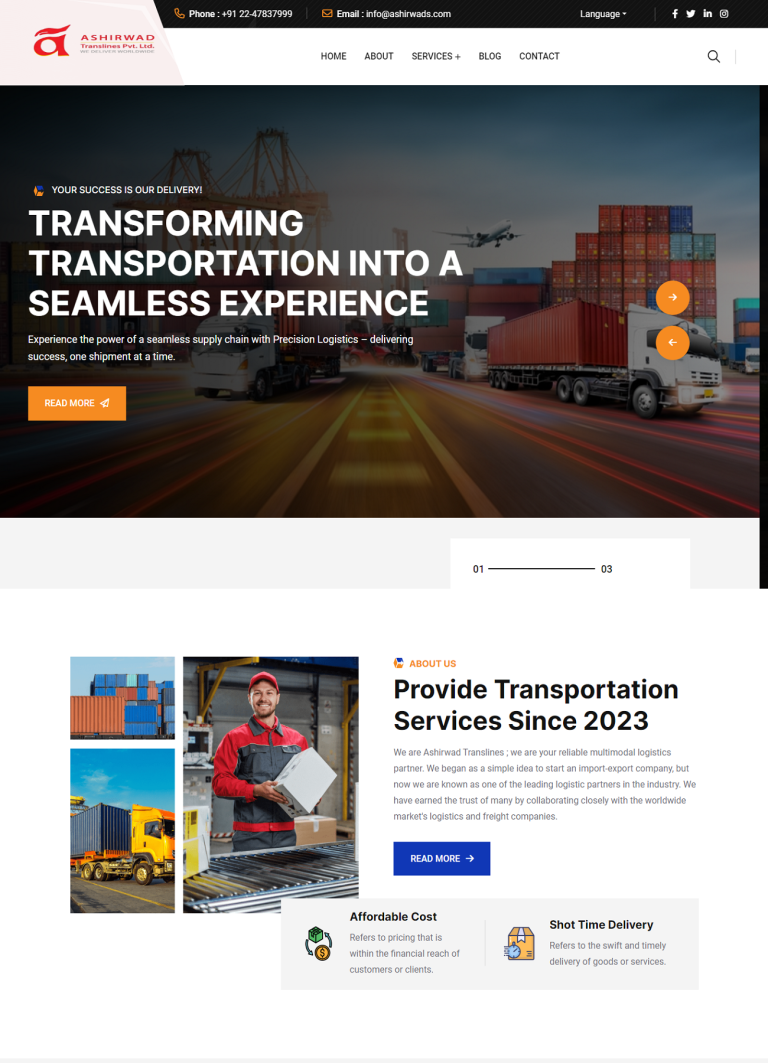 Phone : +91 22-47837999
Email : info@ashirwads.com
Language
ASHIRWAD
Translines Pvt. Ltd.
WE DELIVER WORLDWIDE
HOME ABOUT SERVICES + BLOG CONTACT
YOUR SUCCESS IS OUR DELIVERY!
TRANSFORMING
TRANSPORTATION INTO A
SEAMLESS EXPERIENCE
Experience the power of a seamless supply chain with Precision Logistics – delivering
success, one shipment at a time.
READ MORE
01 03
ABOUT US
Provide Transportation
Services Since 2023
We are Ashirwad Translines ; we are your reliable multimodal logistics
partner. We began as a simple idea to start an import-export company, but
now we are known as one of the leading logistic partners in the industry. We
have earned the trust of many by collaborating closely with the worldwide
market's logistics and freight companies.
READ MORE
Affordable Cost
Refers to pricing that is
within the financial reach of
customers or clients.
Shot Time Delivery
Refers to the swift and timely
delivery of goods or services.